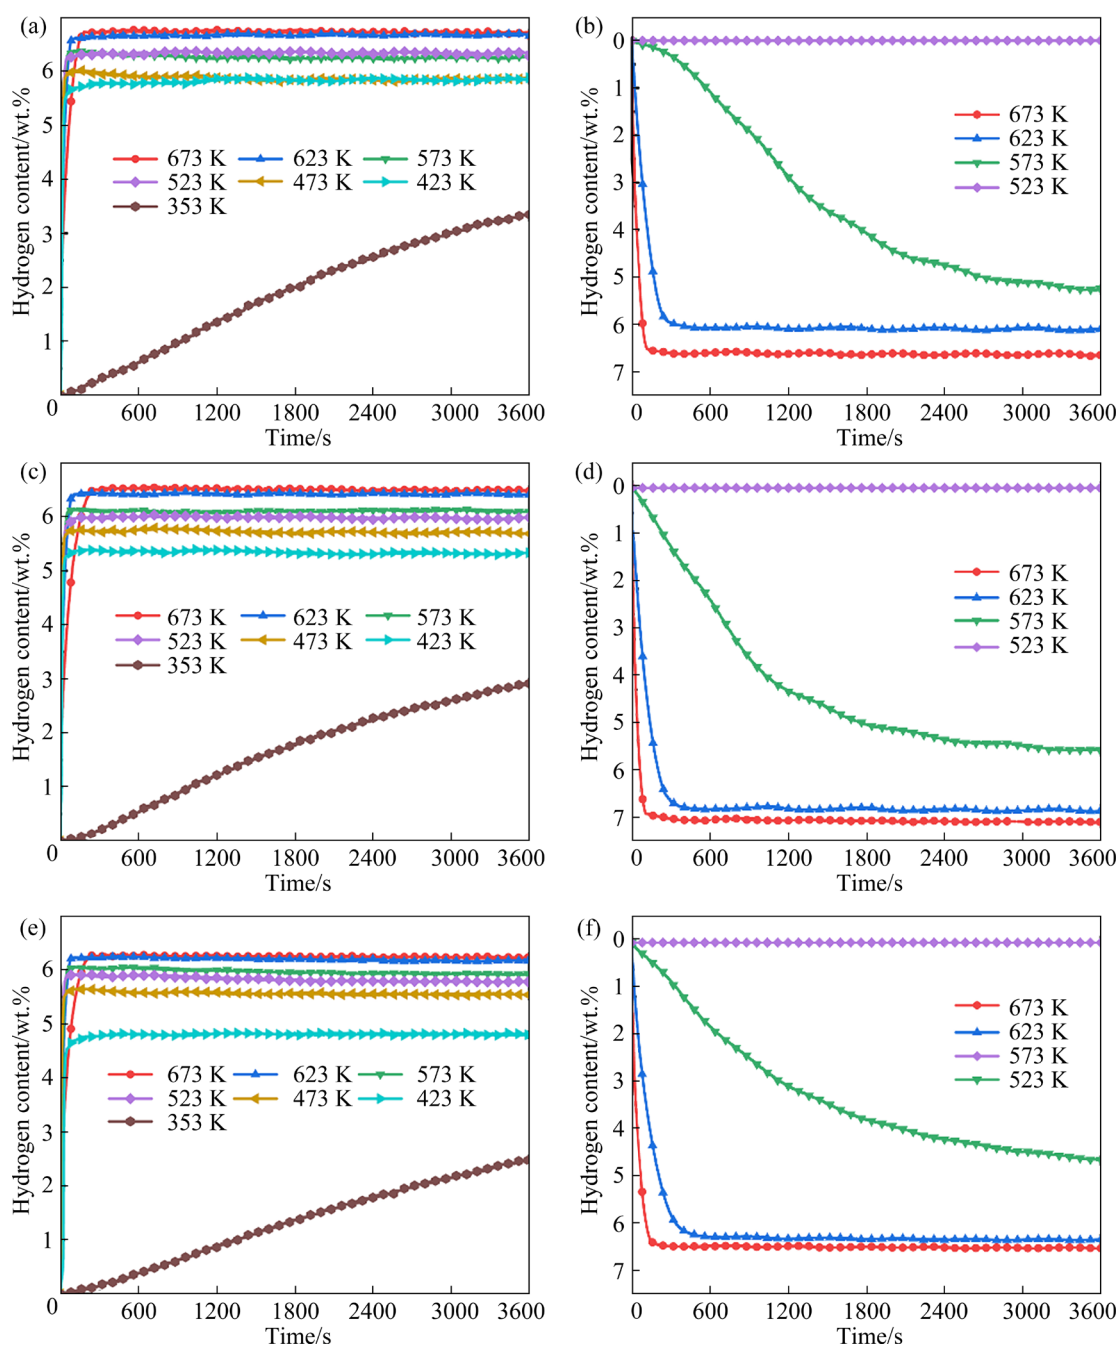 (a)
Hydrogen content/wt.%
6
5
4
3
2
1
0
673 K 623 K 573 K
523 K 473 K 423 K
353 K
600 1200 1800 2400 3000 3600
Time/s
(b)
Hydrogen content/wt.%
0
1
2
3
4
5
6
7
673 K
623 K
573 K
523 K
0 600 1200 1800 2400 3000 3600
Time/s
(c)
Hydrogen content/wt.%
6
5
4
3
2
1
0
673 K 623 K 573 K
523 K 473 K 423 K
353 K
600 1200 1800 2400 3000 3600
Time/s
(d)
Hydrogen content/wt.%
0
1
2
3
4
5
6
7
673 K
623 K
573 K
523 K
0 600 1200 1800 2400 3000 3600
Time/s
(e)
Hydrogen content/wt.%
6
5
4
3
2
1
0
673 K 623 K 573 K
523 K 473 K 423 K
353 K
600 1200 1800 2400 3000 3600
Time/s
(f)
Hydrogen content/wt.%
0
1
2
3
4
5
6
7
673 K
623 K
573 K
523 K
0 600 1200 1800 2400 3000 3600
Time/s